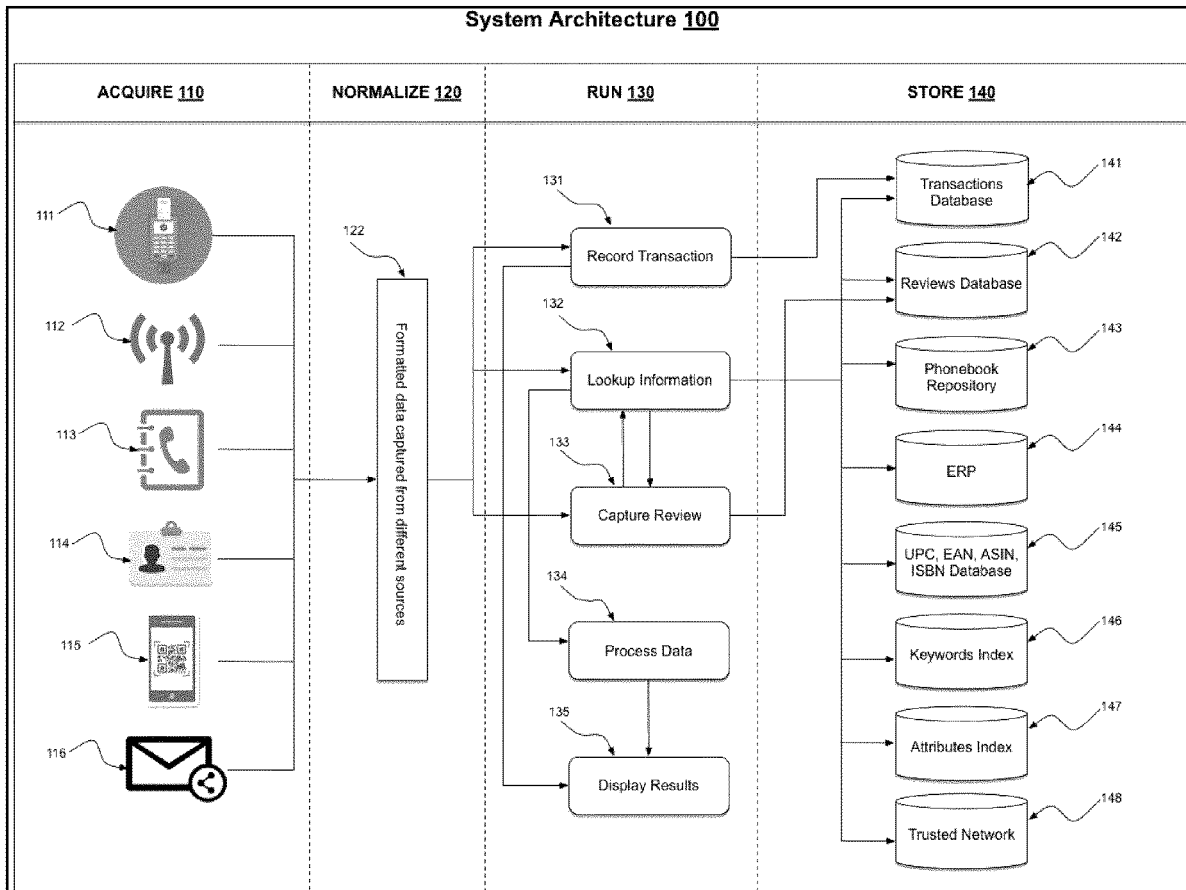 System Architecture 100
ACQUIRE 110
NORMALIZE 120
RUN 130
STORE 140
111
112
113
114
115
116
122
Formatted data captured from different sources
131
Record Transaction
132
Lookup Information
133
Capture Review
134
Process Data
135
Display Results
141
Transactions
Database
142
Reviews Database
143
Phonebook
Repository
144
ERP
145
UPC, EAN, ASIN,
ISBN Database
146
Keywords Index
147
Attributes Index
148
Trusted Network